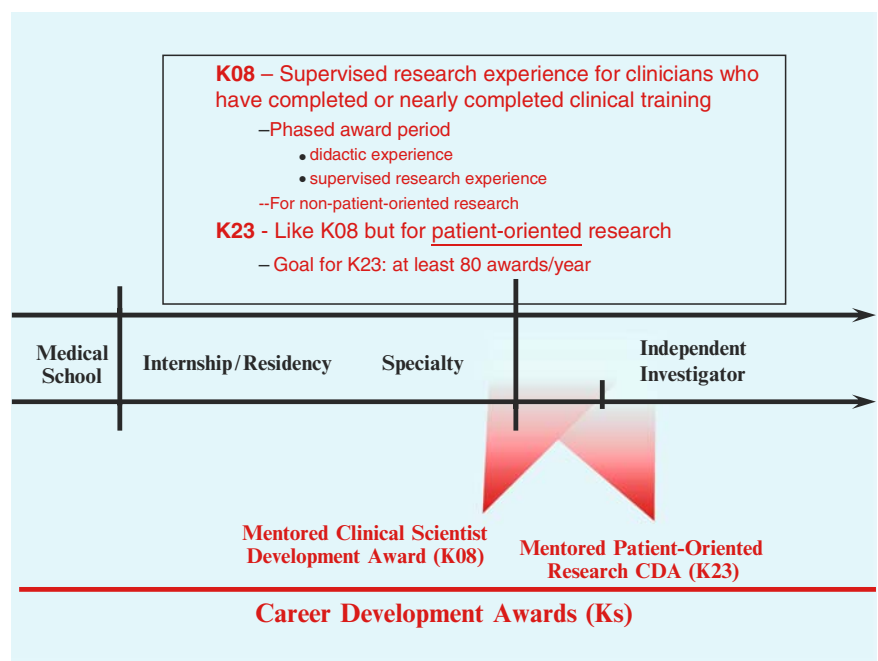 K08 – Supervised research experience for clinicians who
have completed or nearly completed clinical training
–Phased award period
• didactic experience
• supervised research experience
--For non-patient-oriented research
K23 - Like K08 but for patient-oriented research
– Goal for K23: at least 80 awards/year
Medical
School
Internship/Residency
Specialty
Independent
Investigator
Mentored Clinical Scientist
Development Award (K08)
Mentored Patient-Oriented
Research CDA (K23)
Career Development Awards (Ks)